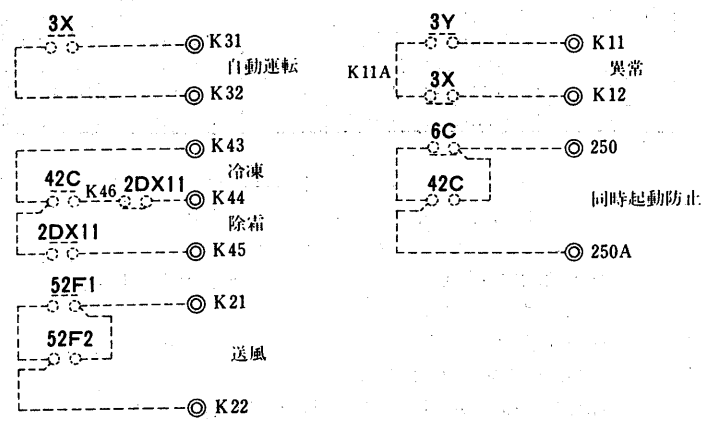 3X
K31
自動運転
K32
K43
冷凍
42C K46 2DX11
K44
除霜
2DX11
K45
52F1
K21
52F2
送風
K22
3Y
K11
K11A
異常
3X
K12
6C
250
42C
同時起動防止
250A